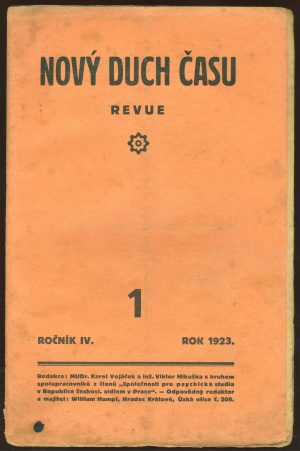 NOVÝ DUCH ČASU
REVUE
1
ROČNÍK IV.
ROK 1923.
Redakce: MUDr. Karel Vojáček a inž. Viktor Mikuška s kruhem
spolupracovníků z členů „Společnosti pro psychická studia
v Republice českosl. sídlem v Praze“. — Odpovědný redaktor
a majitel: William Hampl, Hradec Králové, Úzká ulice č. 208.